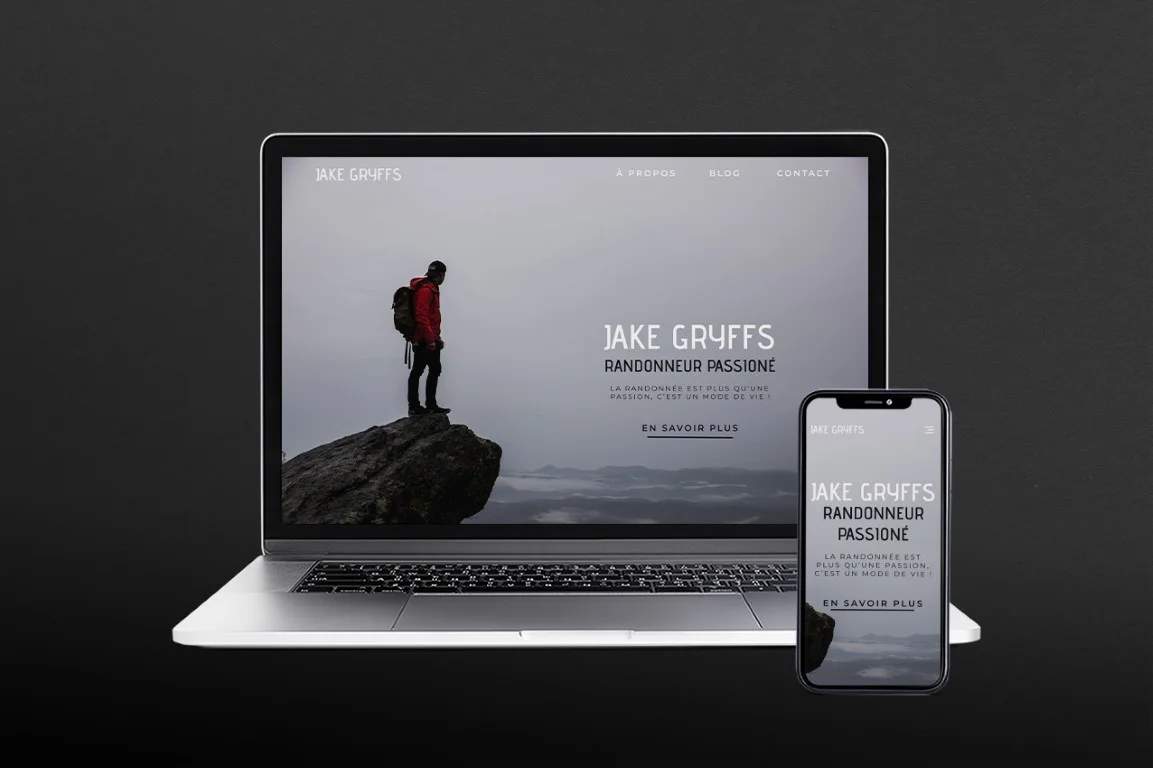 JAKE GRYFFS
À PROPOS BLOG CONTACT
JAKE GRYFFS
RANDONNEUR PASSIONÉ
LA RANDONNÉE EST PLUS QU'UNE
PASSION, C'EST UN MODE DE VIE !
EN SAVOIR PLUS
JAKE GRYFFS
JAKE GRYFFS
RANDONNEUR
PASSIONÉ
LA RANDONNÉE EST
PLUS QU'UNE PASSION,
C'EST UN MODE DE VIE !
EN SAVOIR PLUS